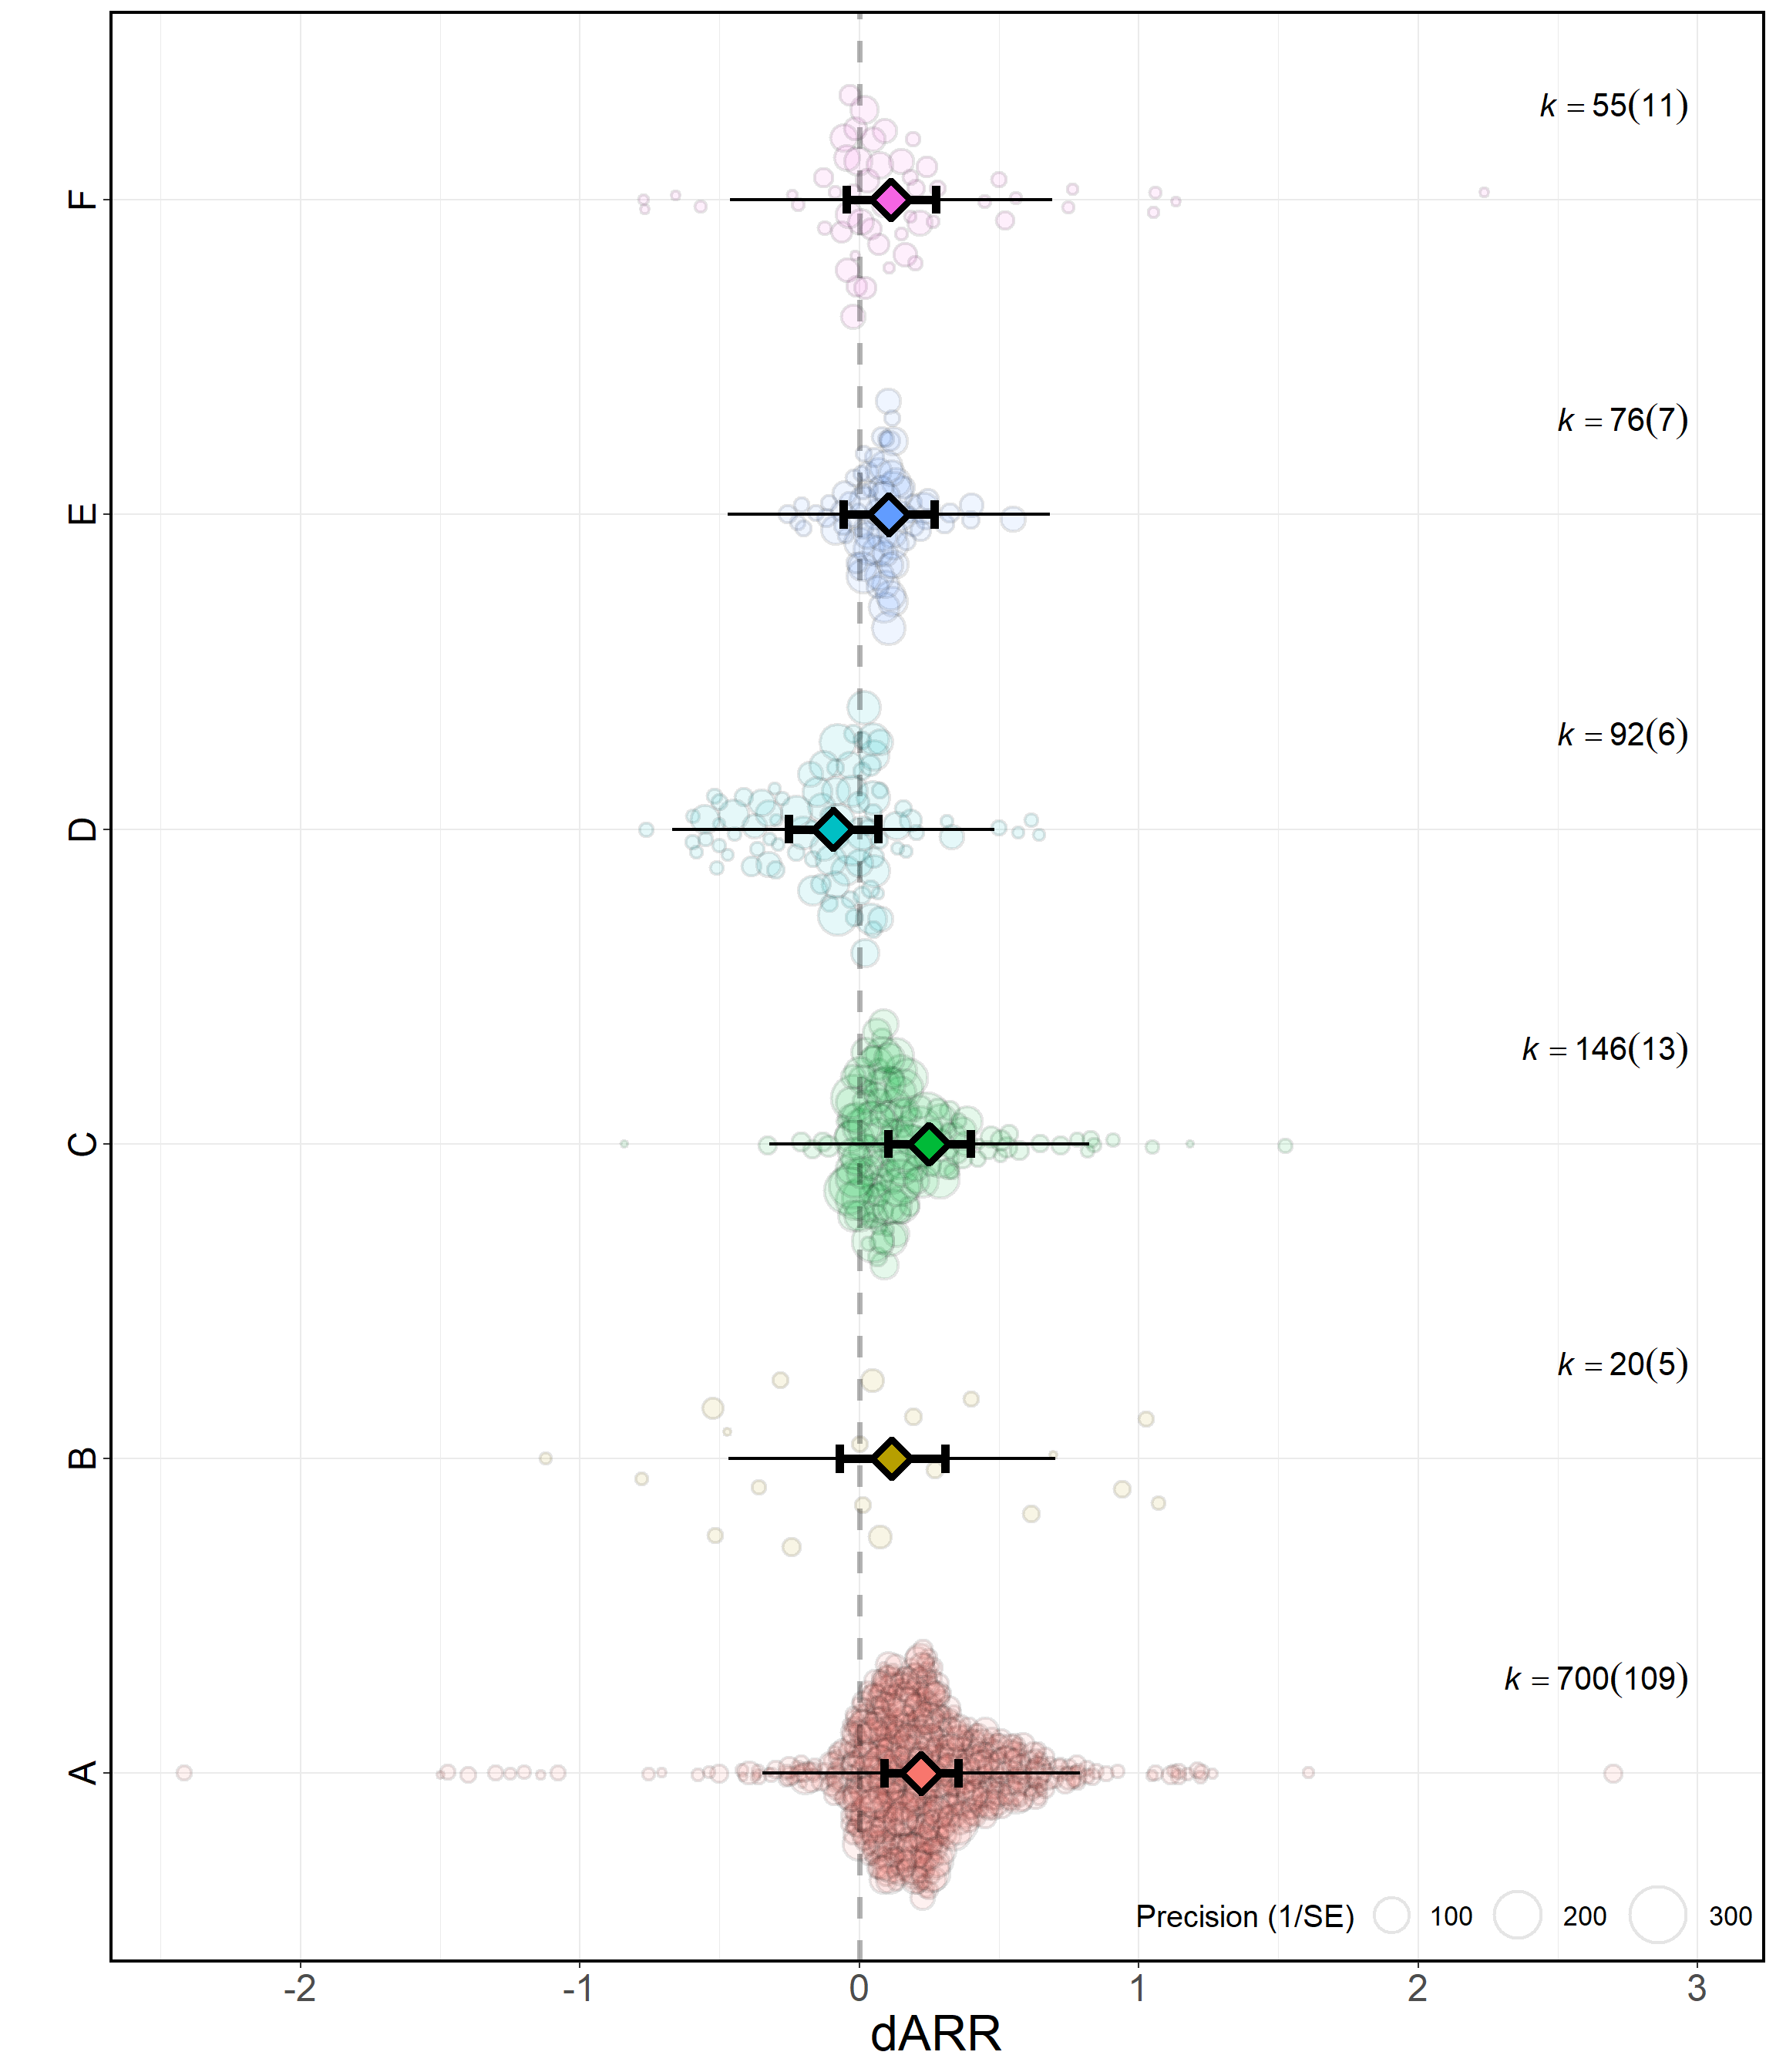 F
k = 55(11)
E
k = 76(7)
D
k = 92(6)
C
k = 146(13)
B
k = 20(5)
A
k = 700(109)
Precision (1/SE) 100 200 300
-2 -1 0 1 2 3
dARR